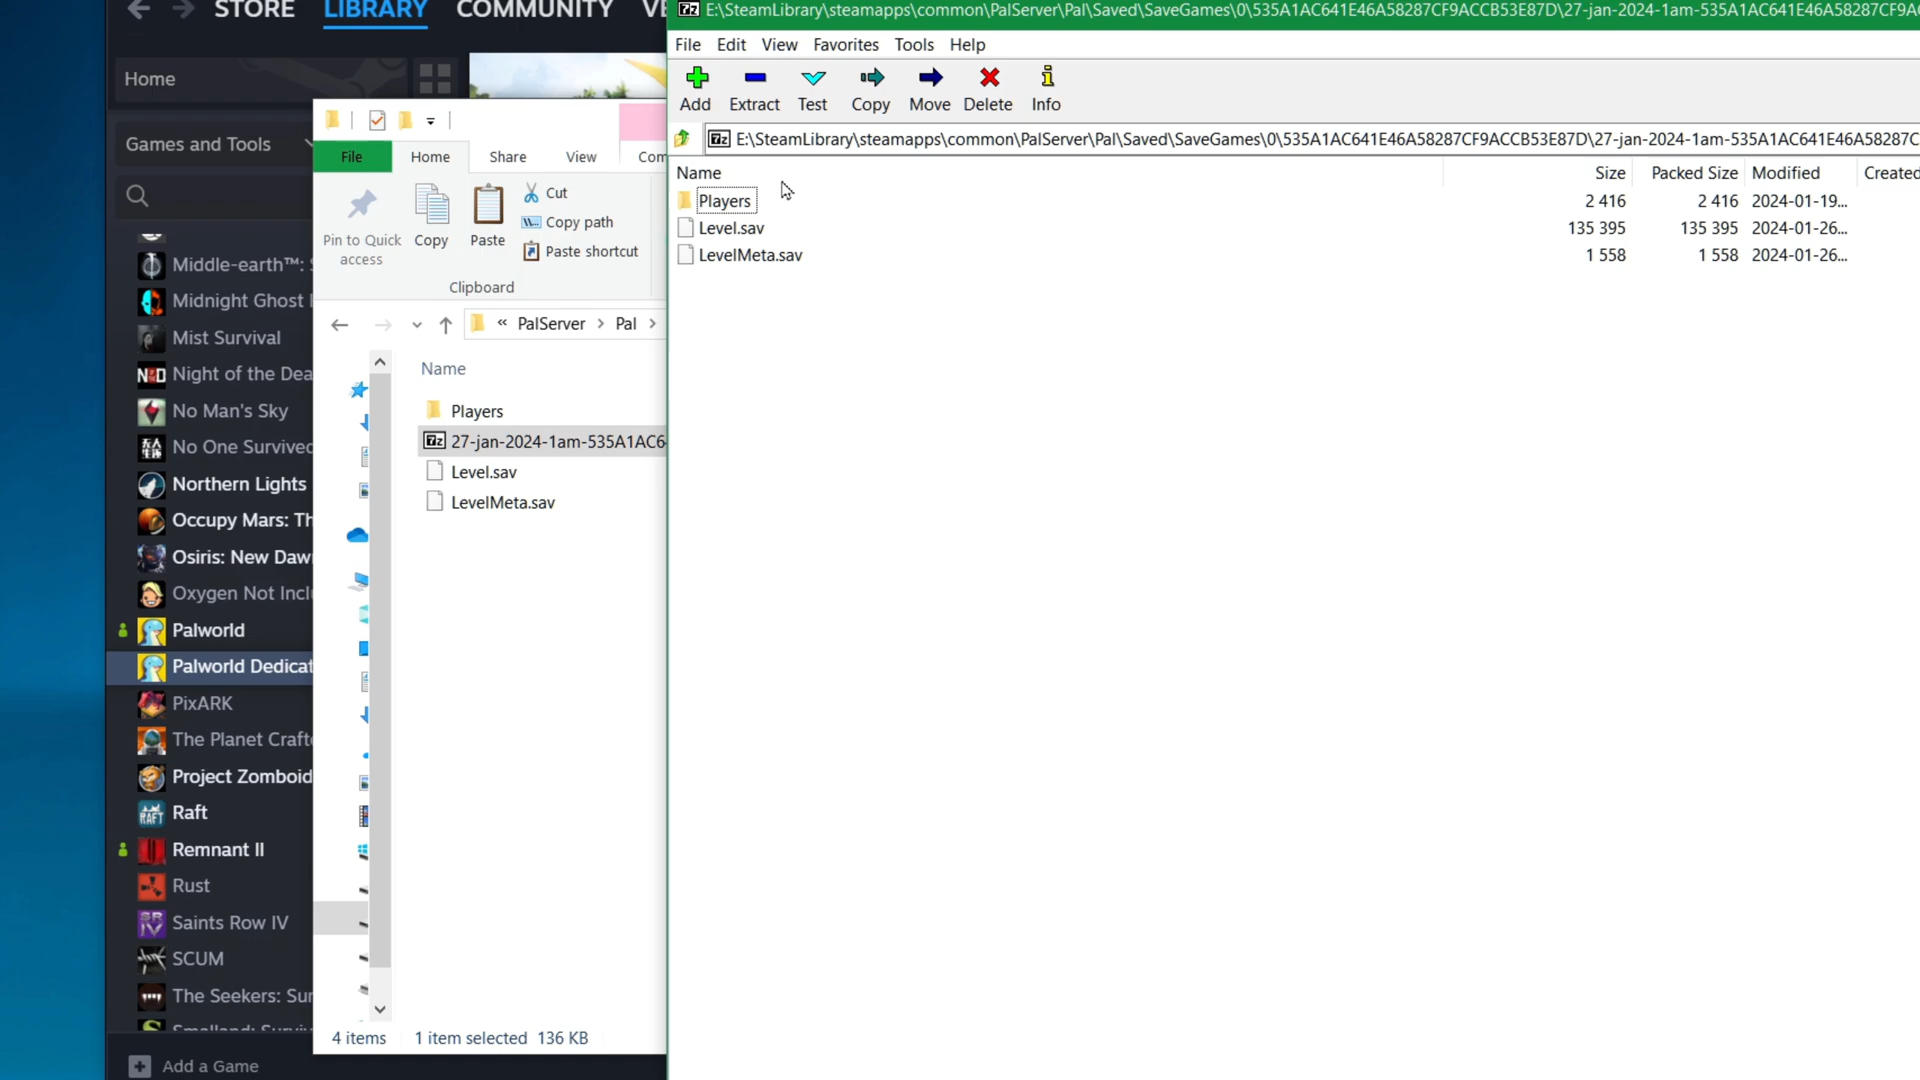 STORE LIBRARY COMMUNITY
Home
Games and Tools
Middle-earth™:
Midnight Ghost
Mist Survival
Night of the Dea
No Man's Sky
No One Survived
Northern Lights
Occupy Mars: Th
Osiris: New Daw
Oxygen Not Incl
Palworld
Palworld Dedicat
PixARK
The Planet Craft
Project Zomboid
Raft
Remnant II
Rust
Saints Row IV
SCUM
The Seekers: Sur
Add a Game
File Home Share View Com
Pin to Quick access
Copy
Paste
Cut
Copy path
Paste shortcut
Clipboard
« PalServer > Pal >
Name
Players
27-jan-2024-1am-535A1AC6
Level.sav
LevelMeta.sav
4 items 1 item selected 136 KB
E:\SteamLibrary\steamapps\common\PalServer\Pal\Saved\SaveGames\0\535A1AC641E46A58287CF9ACCB53E87D\27-jan-2024-1am-535A1AC641E46A58287CF9A
File Edit View Favorites Tools Help
Add Extract Test Copy Move Delete Info
E:\SteamLibrary\steamapps\common\PalServer\Pal\Saved\SaveGames\0\535A1AC641E46A58287CF9ACCB53E87D\27-jan-2024-1am-535A1AC641E46A58287C
Name Size Packed Size Modified Created
Players 2 416 2 416 2024-01-19...
Level.sav 135 395 135 395 2024-01-26...
LevelMeta.sav 1 558 1 558 2024-01-26...